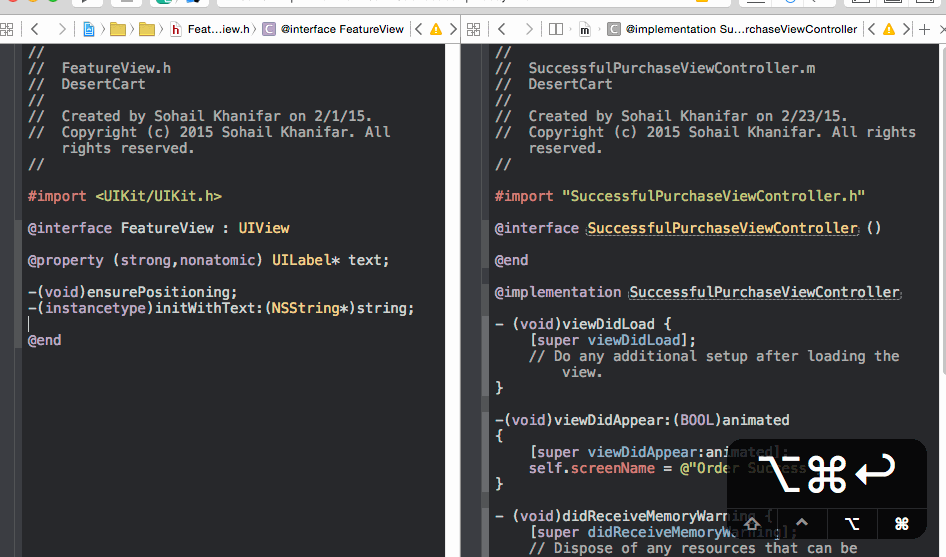 Feat...iew.h
@interface FeatureView
//
//  FeatureView.h
//  DesertCart
//
//  Created by Sohail Khanifar on 2/1/15.
//  Copyright (c) 2015 Sohail Khanifar. All
    rights reserved.
//
#import <UIKit/UIKit.h>
@interface FeatureView : UIView
@property (strong,nonatomic) UILabel* text;
-(void)ensurePositioning;
-(instancetype)initWithText:(NSString*)string;
@end
@implementation Su...rchaseViewController
//
//  SuccessfulPurchaseViewController.m
//  DesertCart
//
//  Created by Sohail Khanifar on 2/23/15.
//  Copyright (c) 2015 Sohail Khanifar. All rights
    reserved.
//
#import "SuccessfulPurchaseViewController.h"
@interface SuccessfulPurchaseViewController ()
@end
@implementation SuccessfulPurchaseViewController
- (void)viewDidLoad {
    [super viewDidLoad];
    // Do any additional setup after loading the
        view.
}
-(void)viewDidAppear:(BOOL)animated
{
    [super viewDidAppear:animated];
    self.screenName = @"Order Success
}
- (void)didReceiveMemoryWarning {
    [super didReceiveMemoryWarning];
    // Dispose of any resources that can be
⌥⌘↩
⇧ ⌃ ⌥ ⌘